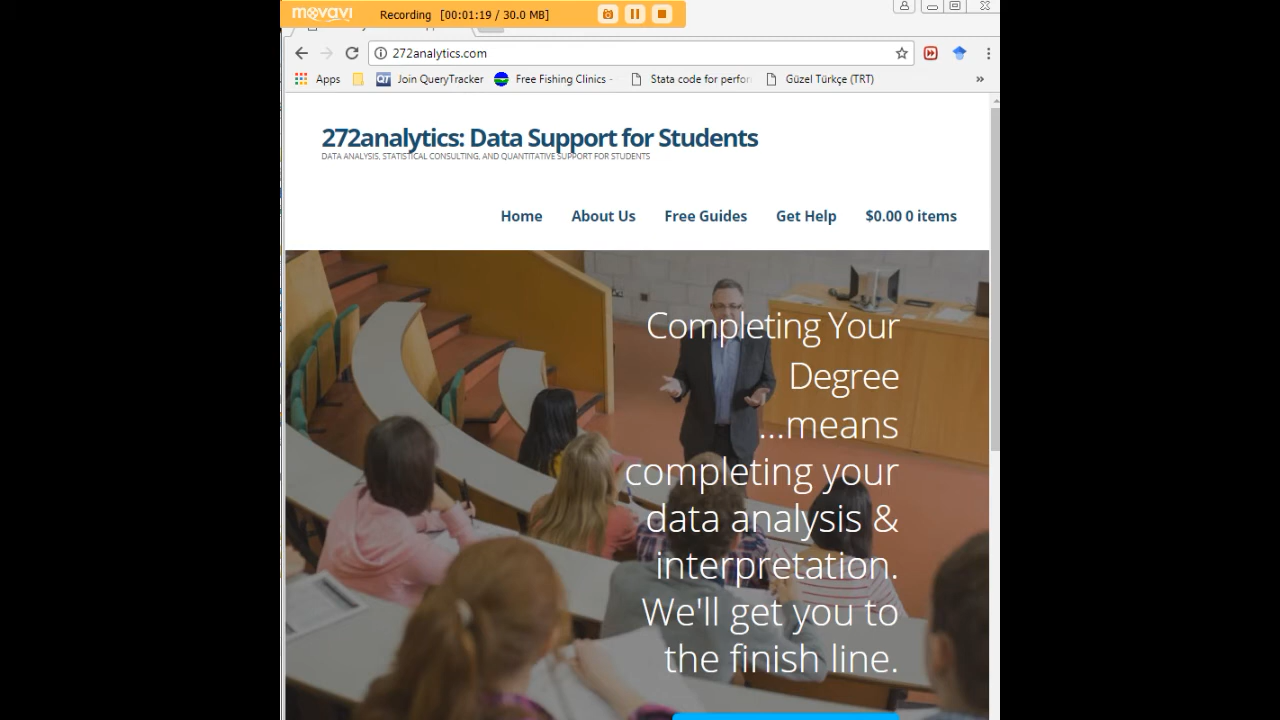 movavi
Recording [00:01:19 / 30.0 MB]
272analytics.com
Apps
QT Join QueryTracker
Free Fishing Clinics -
Stata code for perfor
Güzel Türkçe (TRT)
»
272analytics: Data Support for Students
DATA ANALYSIS, STATISTICAL CONSULTING, AND QUANTITATIVE SUPPORT FOR STUDENTS
Home About Us Free Guides Get Help $0.00 0 items
Completing Your
Degree
...means
completing your
data analysis &
interpretation.
We'll get you to
the finish line.